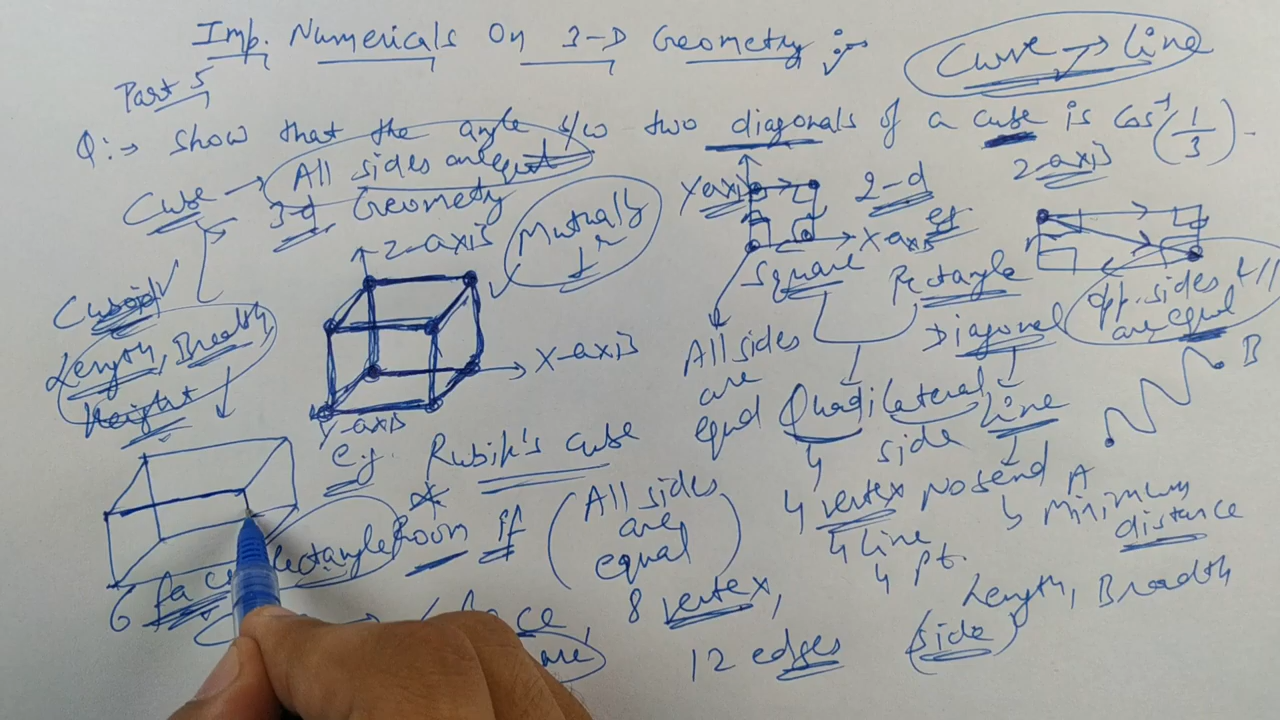 Imp. Numericals On 3-D Geometry :-
Curve → Line
Part 5
Q:→ Show that the angle b/w two diagonals of a cube is Cos⁻¹(1/3).
Cube → All sides are equal
3-d Geometry
Mutually ⊥r
Z-axis
X-axis
Y-axis
Cuboid
Length, Breadth,
Height
e.g. Rubik's cube
* Room if (All sides are equal)
6 face
Rectangle
8 vertex,
12 edges
Y axis
X axis
2-d
2-axis
Square
Rectangle
All sides
are
equal
Opp. sides
are equal
Diagonal
Quadilateral
4 side
Line
4 vertex
4 line
4 pt.
No send
A
B
Minimum
distance
Length, Breadth
(side)